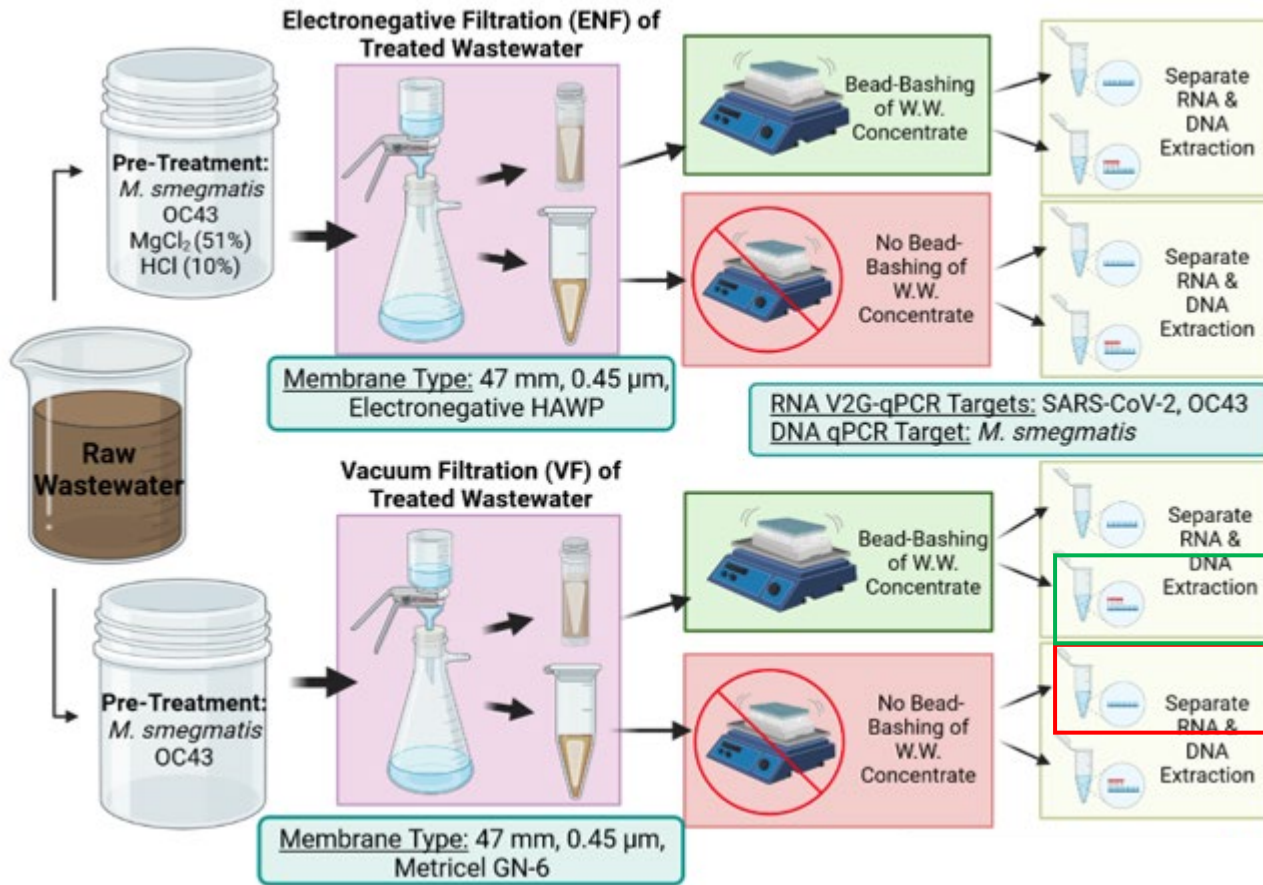 Electronegative Filtration (ENF) of
Treated Wastewater
Pre-Treatment:
M. smegmatis
OC43
MgCl₂ (51%)
HCl (10%)
Bead-Bashing
of W.W.
Concentrate
Separate
RNA &
DNA
Extraction
No Bead-
Bashing of
W.W.
Concentrate
Separate
RNA &
DNA
Extraction
Membrane Type: 47 mm, 0.45 µm,
Electronegative HAWP
RNA V2G-qPCR Targets: SARS-CoV-2, OC43
DNA qPCR Target: M. smegmatis
Raw
Wastewater
Vacuum Filtration (VF) of
Treated Wastewater
Pre-Treatment:
M. smegmatis
OC43
Bead-Bashing
of W.W.
Concentrate
Separate
RNA &
DNA
Extraction
No Bead-
Bashing of
W.W.
Concentrate
Separate
RNA &
DNA
Extraction
Membrane Type: 47 mm, 0.45 µm,
Metricel GN-6